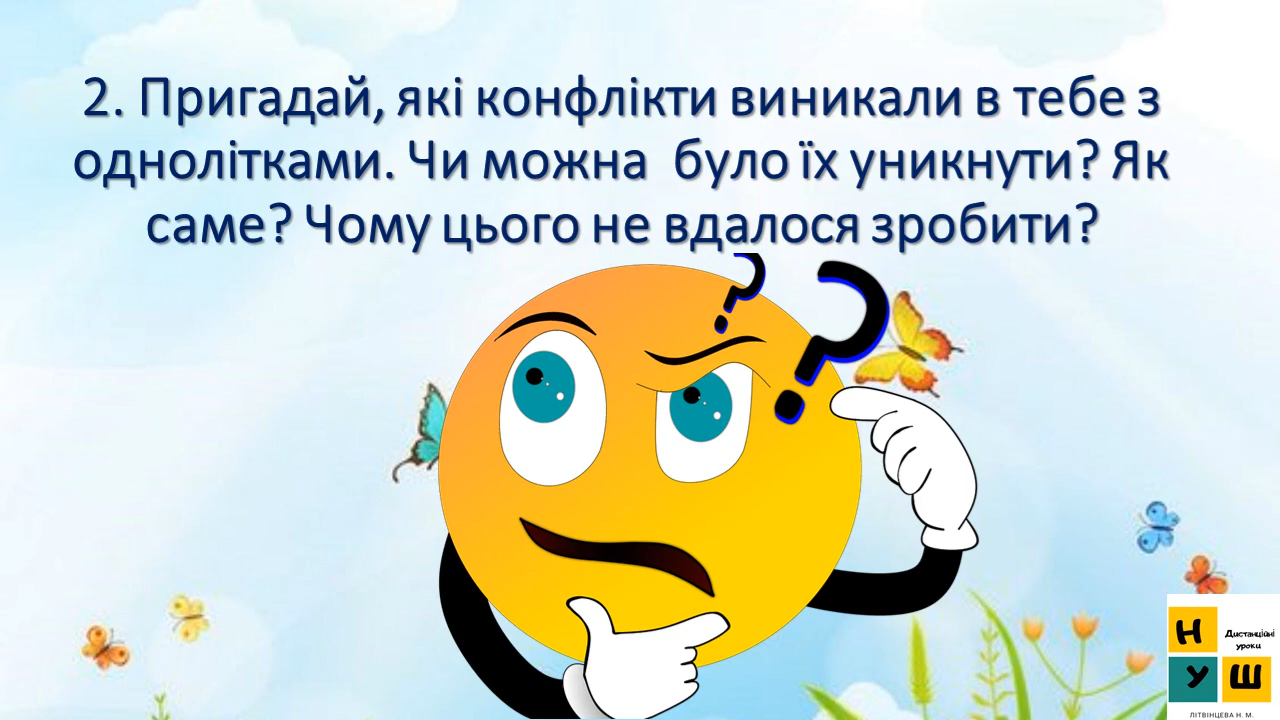 2. Пригадай, які конфлікти виникали в тебе з
однолітками. Чи можна  було їх уникнути? Як
саме? Чому цього не вдалося зробити?
?
?
Н
Дистанційні
уроки
У Ш
ЛІТВІНЦЕВА Н. М.